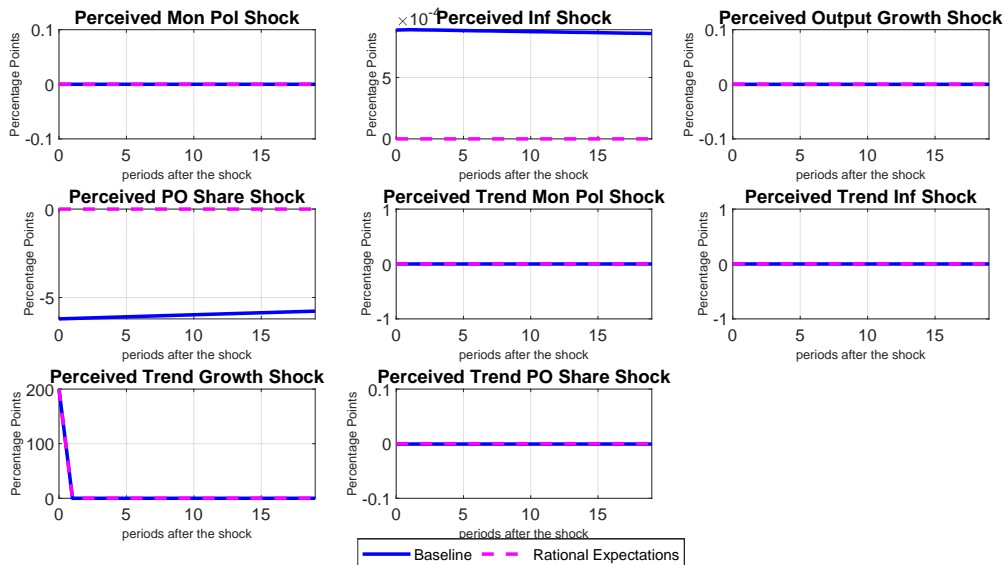 Perceived Mon Pol Shock
0.1
0
-0.1
Percentage Points
0 5 10 15
periods after the shock
×10⁻⁴
Perceived Inf Shock
5
0
Percentage Points
0 5 10 15
periods after the shock
Perceived Output Growth Shock
0.1
0
-0.1
Percentage Points
0 5 10 15
periods after the shock
Perceived PO Share Shock
0
-5
Percentage Points
0 5 10 15
periods after the shock
Perceived Trend Mon Pol Shock
1
0
-1
Percentage Points
0 5 10 15
periods after the shock
Perceived Trend Inf Shock
1
0
-1
Percentage Points
0 5 10 15
periods after the shock
Perceived Trend Growth Shock
200
100
0
Percentage Points
0 5 10 15
periods after the shock
Perceived Trend PO Share Shock
0.1
0
-0.1
Percentage Points
0 5 10 15
periods after the shock
Baseline Rational Expectations